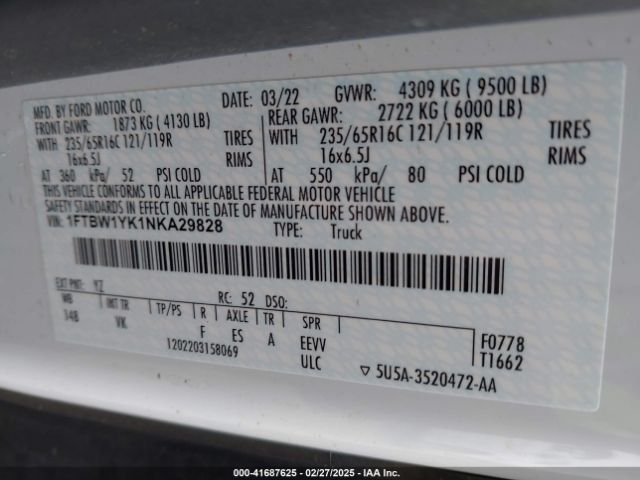 MFD. BY FORD MOTOR CO. DATE: 03/22 GVWR: 4309 KG ( 9500 LB)
FRONT GAWR: 1873 KG ( 4130 LB) REAR GAWR: 2722 KG ( 6000 LB)
WITH 235/65R16C 121/119R TIRES WITH 235/65R16C 121/119R TIRES
16x6.5J RIMS 16x6.5J RIMS
AT 360 kPa/ 52 PSI COLD AT 550 kPa/ 80 PSI COLD
THIS VEHICLE CONFORMS TO ALL APPLICABLE FEDERAL MOTOR VEHICLE
SAFETY STANDARDS IN EFFECT ON THE DATE OF MANUFACTURE SHOWN ABOVE.
VIN: 1FTBW1YK1NKA29828 TYPE: Truck
EXT PNT: YZ RC: 52 DSO:
WB INT TR TP/PS R AXLE TR SPR
148 VK F ES A EEVV F0778
1202203158069 ULC T1662
▽ 5U5A-3520472-AA
000-41687625 - 02/27/2025 - IAA Inc.